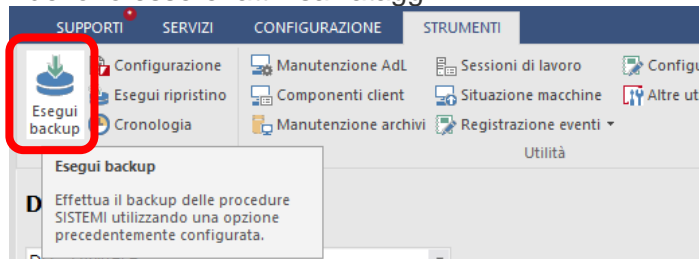 SUPPORTI SERVIZI CONFIGURAZIONE STRUMENTI
Configurazione Manutenzione AdL Sessioni di lavoro
Esegui backup
Esegui ripristino Componenti client Situazione macchine Altre
Cronologia Manutenzione archivi Registrazione eventi
Utilità
Esegui backup
Effettua il backup delle procedure
SISTEMI utilizzando una opzione
precedentemente configurata.